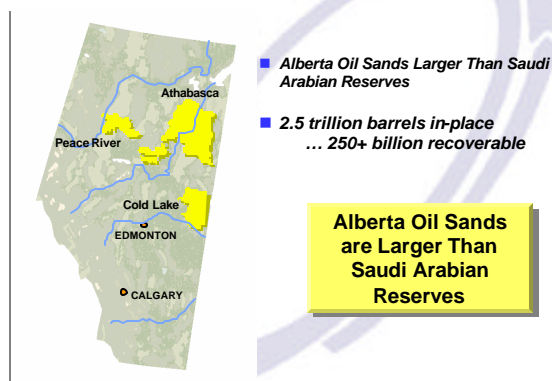 Athabasca
Peace River
Cold Lake
EDMONTON
CALGARY
Alberta Oil Sands Larger Than Saudi
Arabian Reserves
2.5 trillion barrels in-place
... 250+ billion recoverable
Alberta Oil Sands
are Larger Than
Saudi Arabian
Reserves